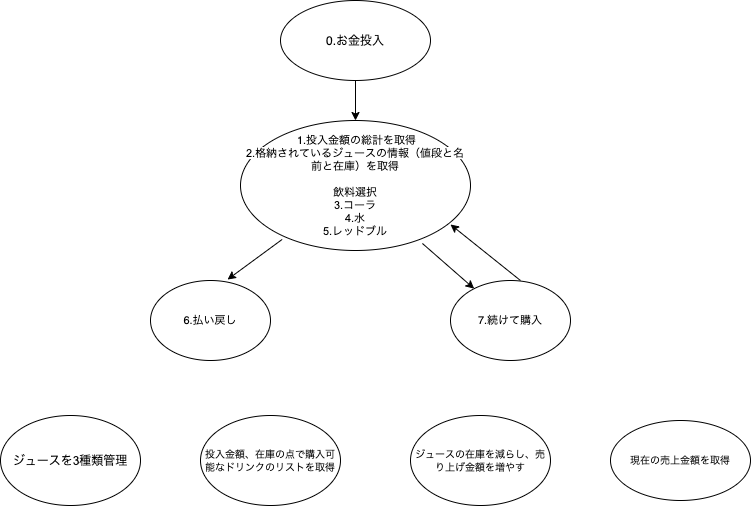 0.お金投入
1.投入金額の総計を取得
2.格納されているジュースの情報（値段と名
前と在庫）を取得
飲料選択
3.コーラ
4.水
5.レッドブル
6.払い戻し
7.続けて購入
ジュースを3種類管理
投入金額、在庫の点で購入可
能なドリンクのリストを取得
ジュースの在庫を減らし、売
り上げ金額を増やす
現在の売上金額を取得